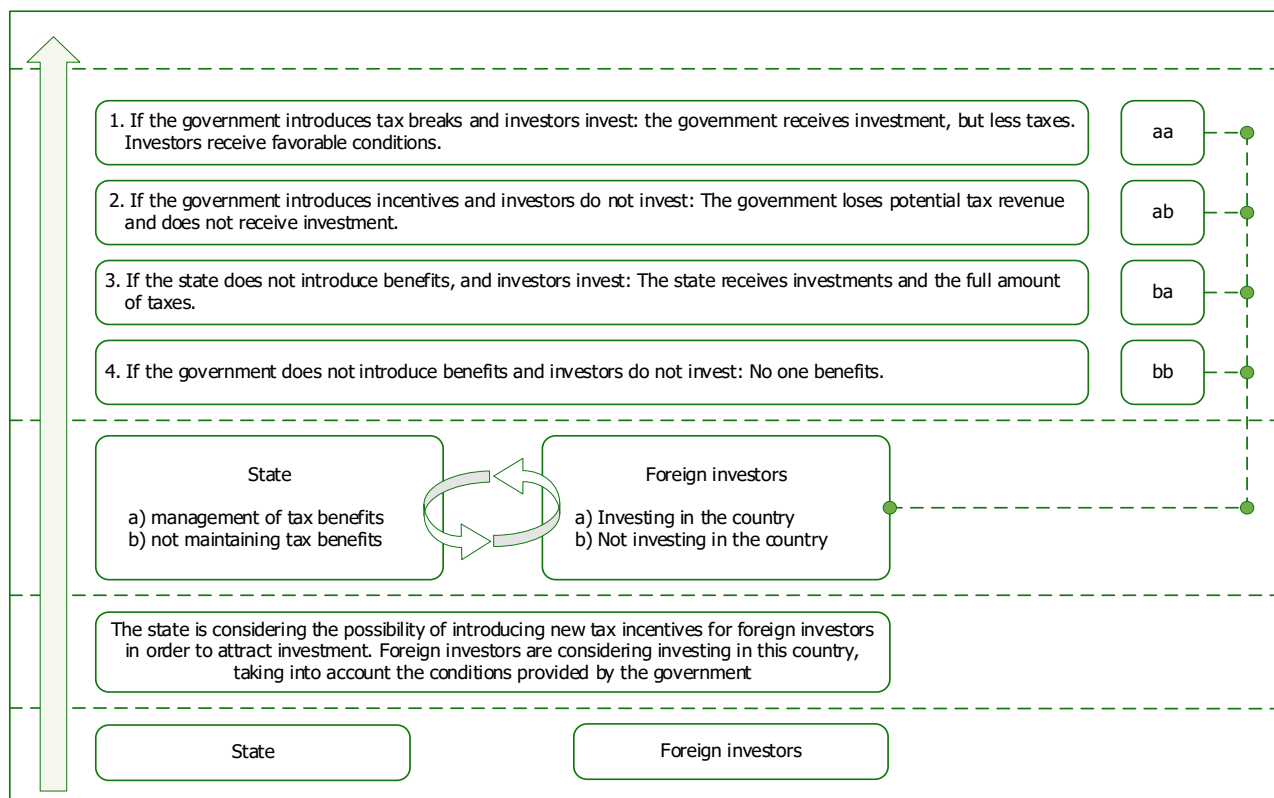 1. If the government introduces tax breaks and investors invest: the government receives investment, but less taxes.
Investors receive favorable conditions.
aa
2. If the government introduces incentives and investors do not invest: The government loses potential tax revenue
and does not receive investment.
ab
3. If the state does not introduce benefits, and investors invest: The state receives investments and the full amount
of taxes.
ba
4. If the government does not introduce benefits and investors do not invest: No one benefits.
bb
State
a) management of tax benefits
b) not maintaining tax benefits
Foreign investors
a) Investing in the country
b) Not investing in the country
The state is considering the possibility of introducing new tax incentives for foreign investors
in order to attract investment. Foreign investors are considering investing in this country,
taking into account the conditions provided by the government
State
Foreign investors